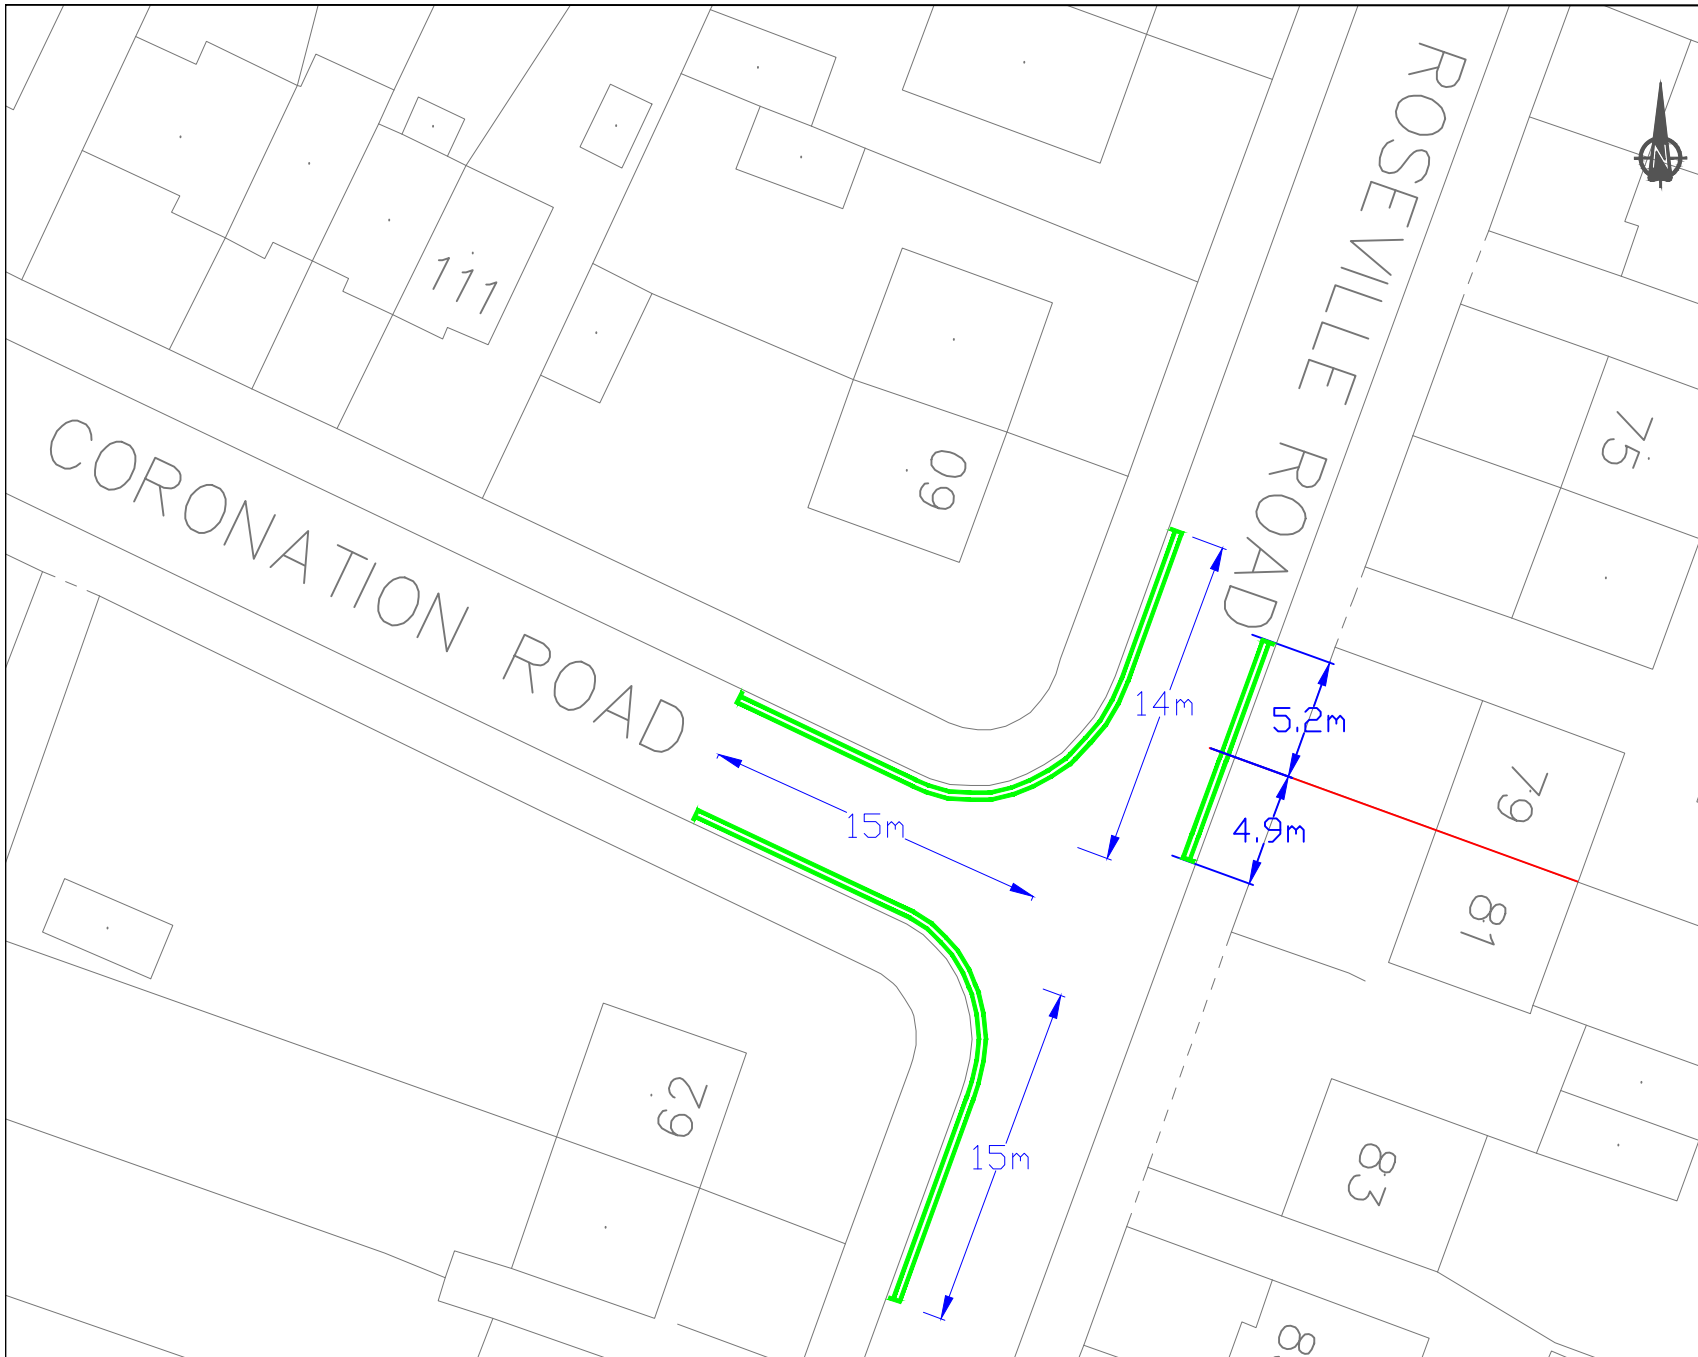 ROSEVILLE ROAD
N
111
75
CORONATION ROAD
60
14m
5.2m
79
15m
4.9m
81
62
15m
83